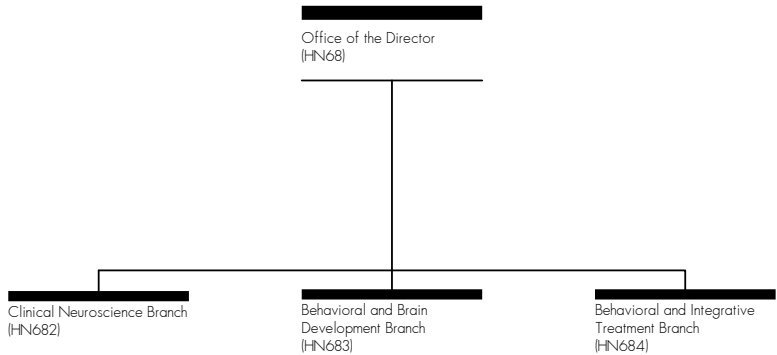 Office of the Director
(HN68)
Clinical Neuroscience Branch
(HN682)
Behavioral and Brain
Development Branch
(HN683)
Behavioral and Integrative
Treatment Branch
(HN684)